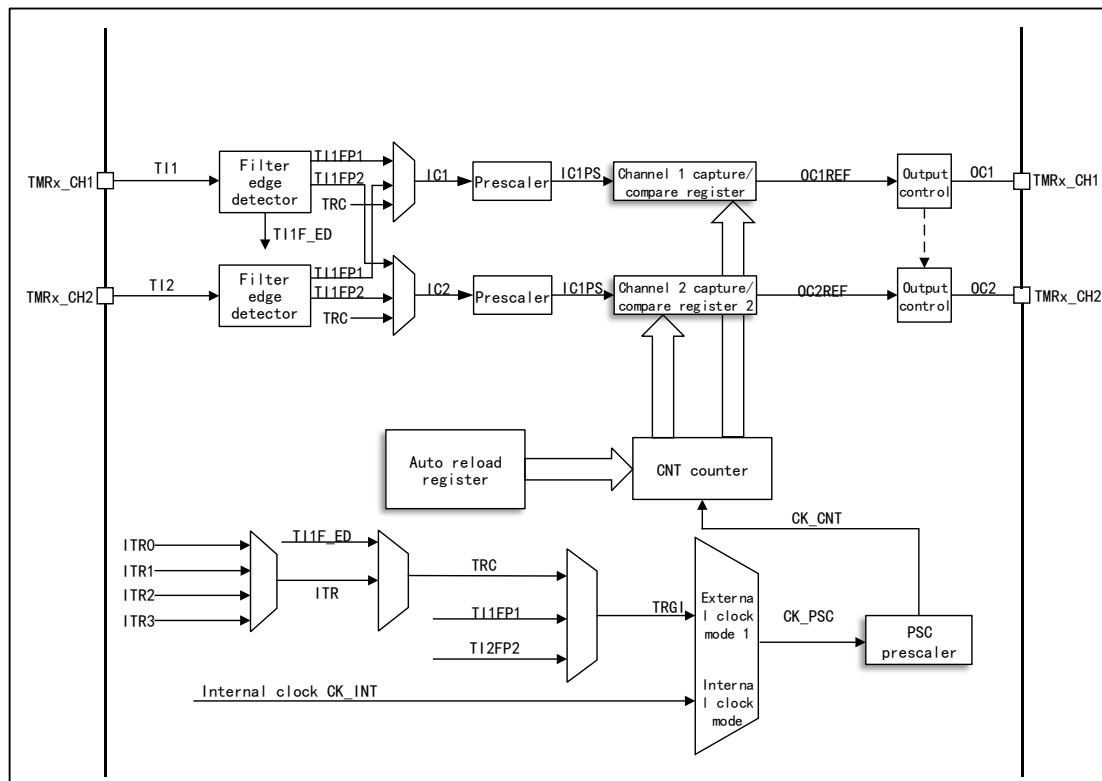 TMRx_CH1
TI1
Filter
edge
detector
TI1FP1
TI1FP2
TRC
TI1F_ED
IC1
Prescaler
IC1PS
Channel 1 capture/
compare register
OC1REF
Output
control
OC1
TMRx_CH1
TMRx_CH2
TI2
Filter
edge
detector
TI1FP1
TI1FP2
TRC
IC2
Prescaler
IC1PS
Channel 2 capture/
compare register 2
OC2REF
Output
control
OC2
TMRx_CH2
Auto reload
register
CNT counter
CK_CNT
ITR0
ITR1
ITR2
ITR3
TI1F_ED
ITR
TRC
TI1FP1
TI2FP2
TRGI
Externa
l clock
mode 1
Interna
l clock
mode
CK_PSC
PSC
prescaler
Internal clock CK_INT